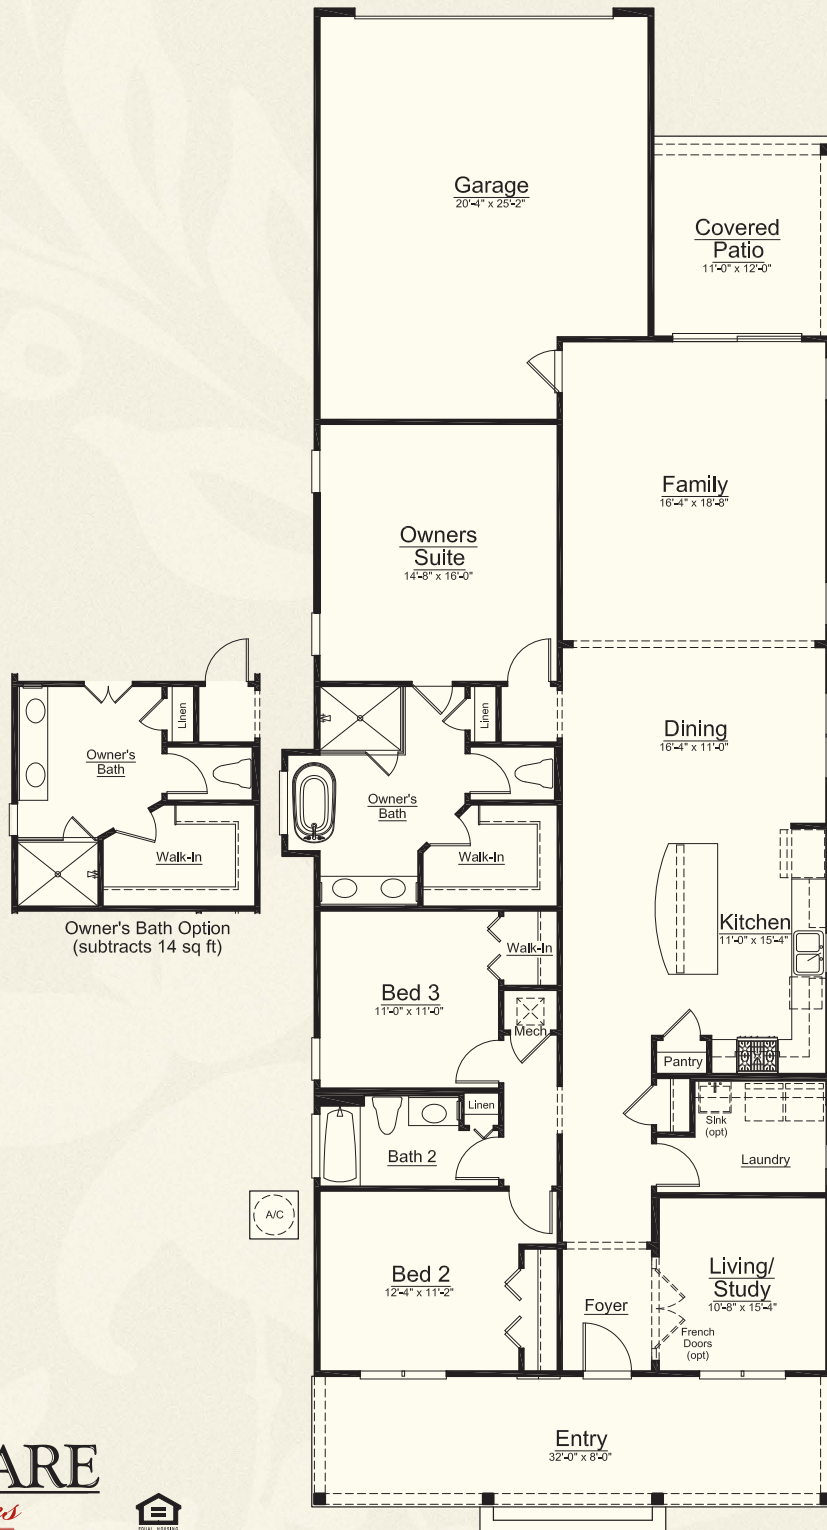 Garage
20'-4" x 25'-2"
Covered
Patio
11'-0" x 12'-0"
Family
16'-4" x 18'-8"
Owners
Suite
14'-8" x 16'-0"
Linen
Owner's
Bath
Walk-In
Owner's Bath Option
(subtracts 14 sq ft)
Linen
Owner's
Bath
Walk-In
Dining
16'-4" x 11'-0"
Kitchen
11'-0" x 15'-4"
Walk-In
Bed 3
11'-0" x 11'-0"
Mech
Pantry
Linen
Bath 2
Sink
(opt)
Laundry
A/C
Bed 2
12'-4" x 11'-2"
Foyer
Living/
Study
10'-8" x 15'-4"
French
Doors
(opt)
Entry
32'-0" x 8'-0"
ARE
es
EQUAL HOUSING